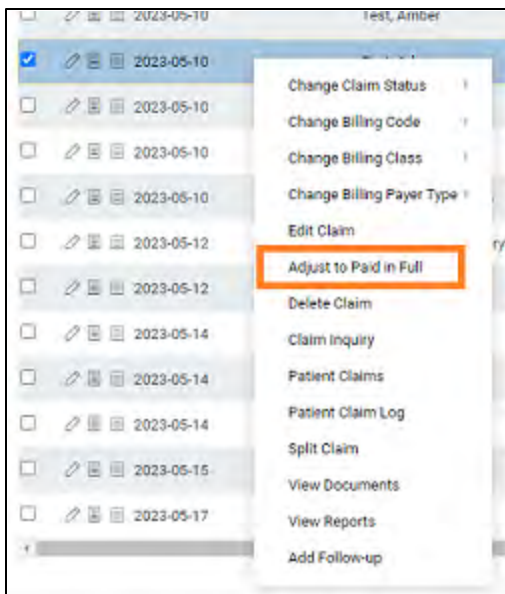 2023-05-10 Test, Amber
2023-05-10
2023-05-10
2023-05-10
2023-05-10
2023-05-12
2023-05-12
2023-05-14
2023-05-14
2023-05-14
2023-05-15
2023-05-17
Change Claim Status
Change Billing Code
Change Billing Class
Change Billing Payer Type
Edit Claim
Adjust to Paid in Full
Delete Claim
Claim Inquiry
Patient Claims
Patient Claim Log
Split Claim
View Documents
View Reports
Add Follow-up